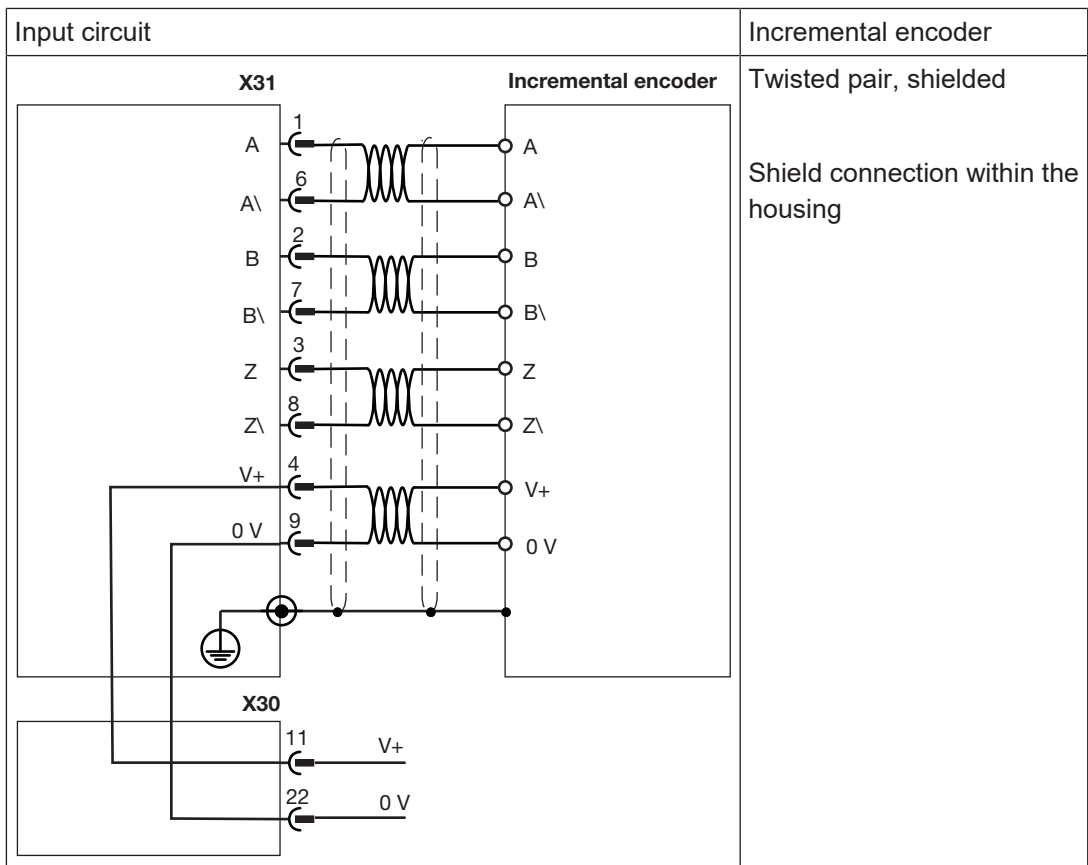 Input circuit
Incremental encoder
X31
Incremental encoder
Twisted pair, shielded
Shield connection within the
housing
A 1 A
A\ 6 A\
B 2 B
B\ 7 B\
Z 3 Z
Z\ 8 Z\
V+ 4 V+
0 V 9 0 V
X30
11 V+
22 0 V